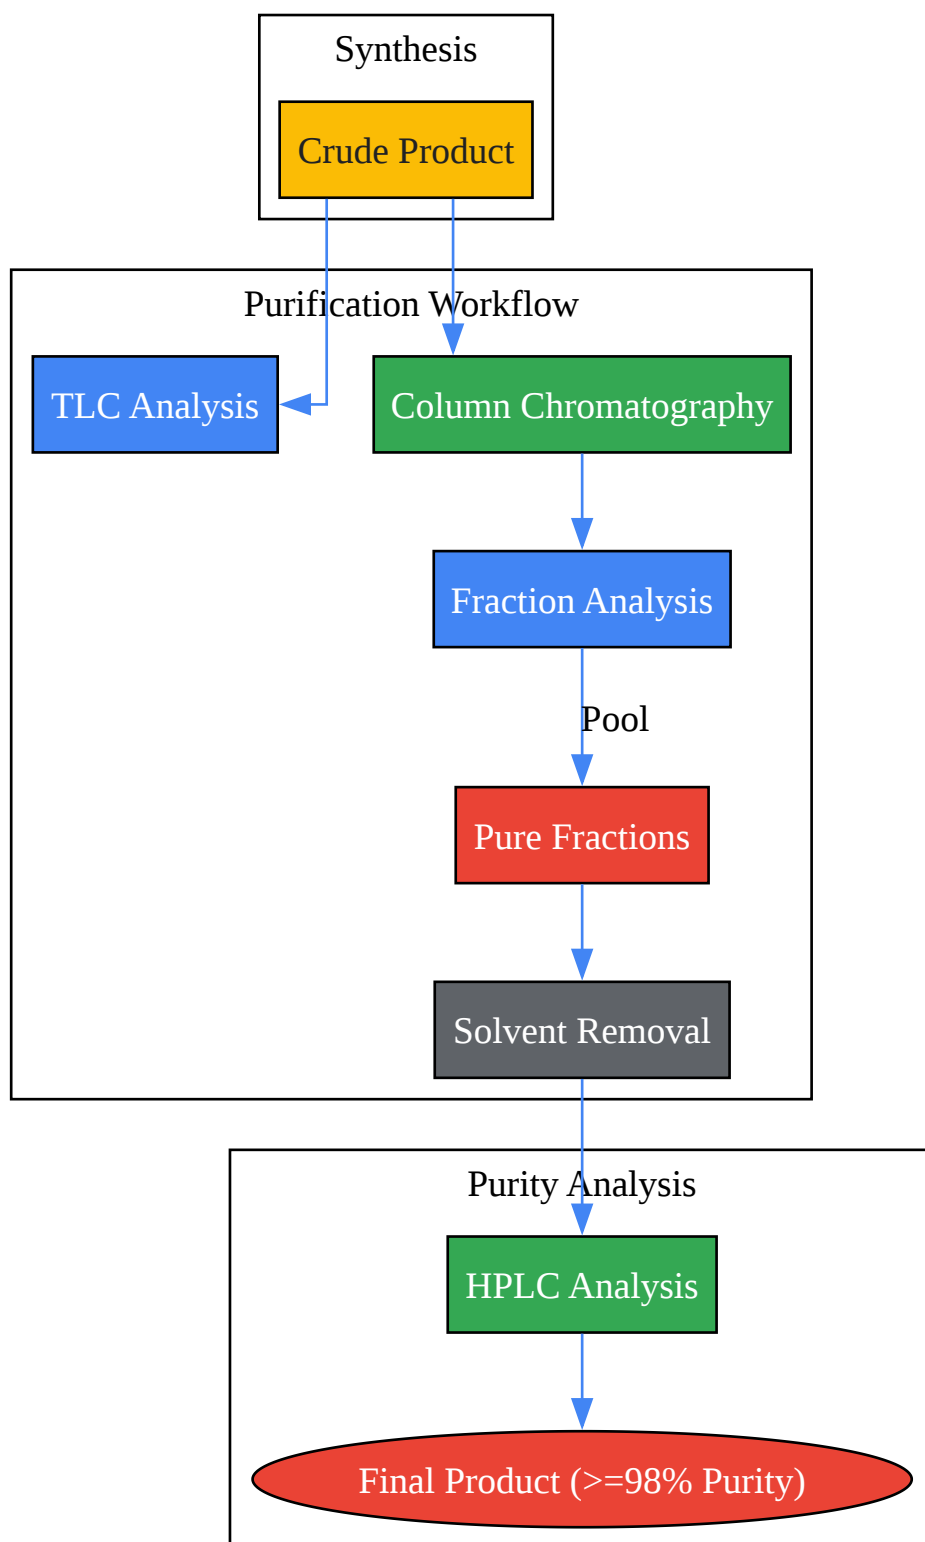 Synthesis
Crude Product
Purification Workflow
TLC Analysis
Column Chromatography
Fraction Analysis
Pool
Pure Fractions
Solvent Removal
Purity Analysis
HPLC Analysis
Final Product (>=98% Purity)